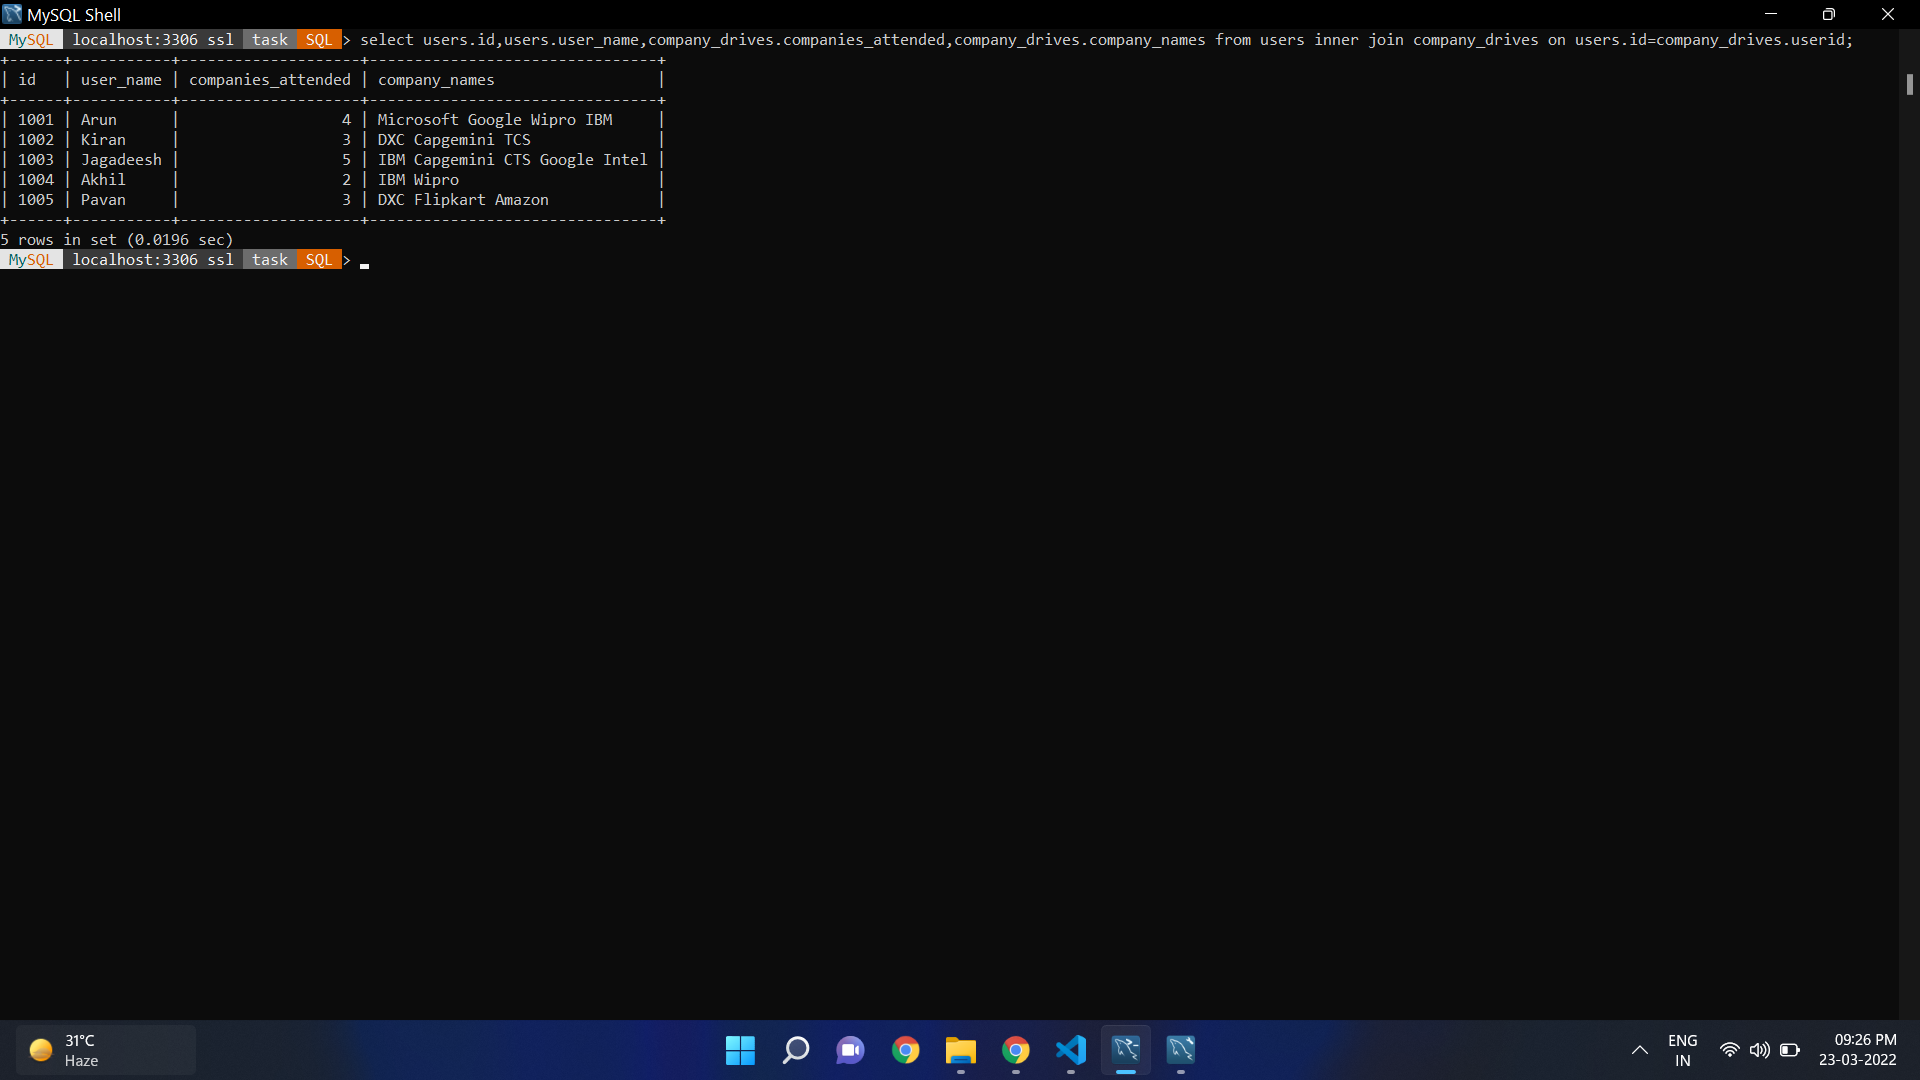 MySQL Shell
MySQL localhost:3306 ssl task SQL > select users.id,users.user_name,company_drives.companies_attended,company_drives.company_names from users inner join company_drives on users.id=company_drives.userid;
+------+-----------+--------------------+--------------------------------+
| id   | user_name | companies_attended | company_names                  |
+------+-----------+--------------------+--------------------------------+
| 1001 | Arun      |                  4 | Microsoft Google Wipro IBM     |
| 1002 | Kiran     |                  3 | DXC Capgemini TCS              |
| 1003 | Jagadeesh |                  5 | IBM Capgemini CTS Google Intel |
| 1004 | Akhil     |                  2 | IBM Wipro                      |
| 1005 | Pavan     |                  3 | DXC Flipkart Amazon            |
+------+-----------+--------------------+--------------------------------+
5 rows in set (0.0196 sec)
MySQL localhost:3306 ssl task SQL > _
31°C
Haze
ENG
IN
09:26 PM
23-03-2022